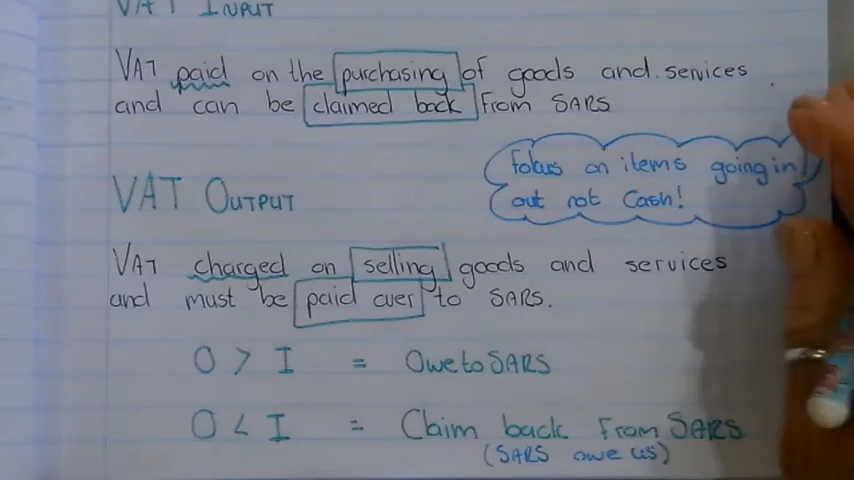 VAT INPUT
VAT paid on the purchasing of goods and services
and can be claimed back from SARS
focus on items going in/
out not cash!
VAT OUTPUT
VAT charged on selling goods and services
and must be paid over to SARS.
O > I = Owe to SARS
O < I = Claim back from SARS
(SARS owe us)